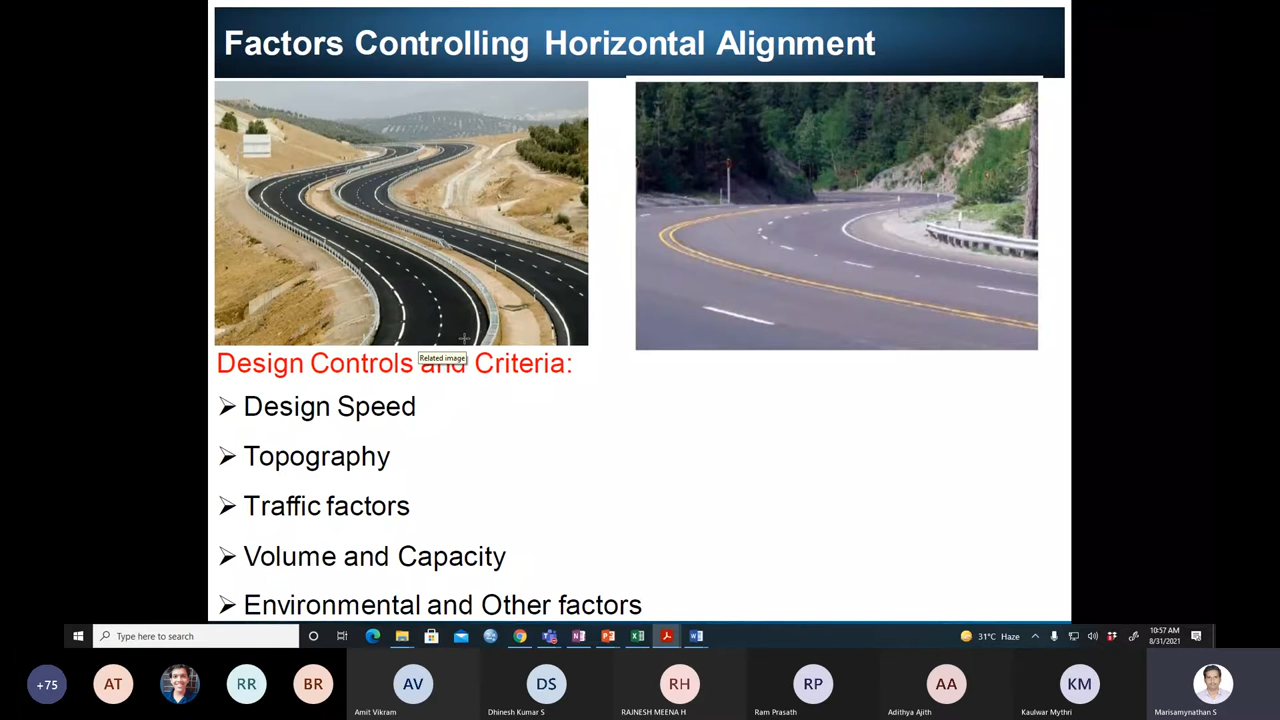 Factors Controlling Horizontal Alignment
Related image
Design Controls and Criteria:
Design Speed
Topography
Traffic factors
Volume and Capacity
Environmental and Other factors
Type here to search
31°C Haze
10:57 AM
8/31/2021
+75
AT
RR
BR
AV
DS
RH
RP
AA
KM
Amit Vikram
Dhinesh Kumar S
RAJNESH MEENA H
Ram Prasath
Adithya Ajith
Kaulwar Mythri
Marisamynathan S